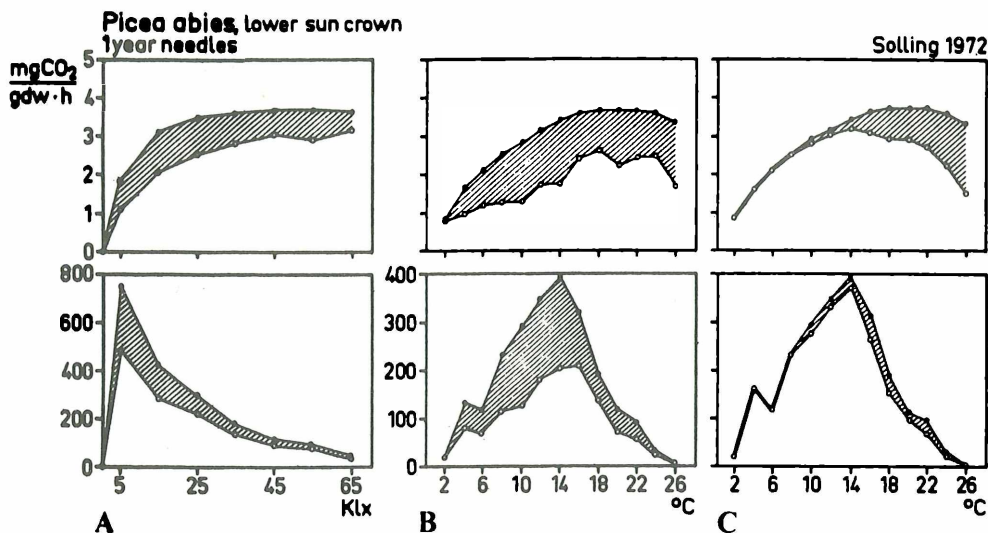 Picea abies, lower sun crown
1year needles
Solling 1972
mgCO₂
gdw·h
5
4
3
2
1
0
800
600
400
200
0
400
300
200
100
0
5 25 45 65
2 6 10 14 18 22 26
2 6 10 14 18 22 26
Klx
°C
°C
A
B
C